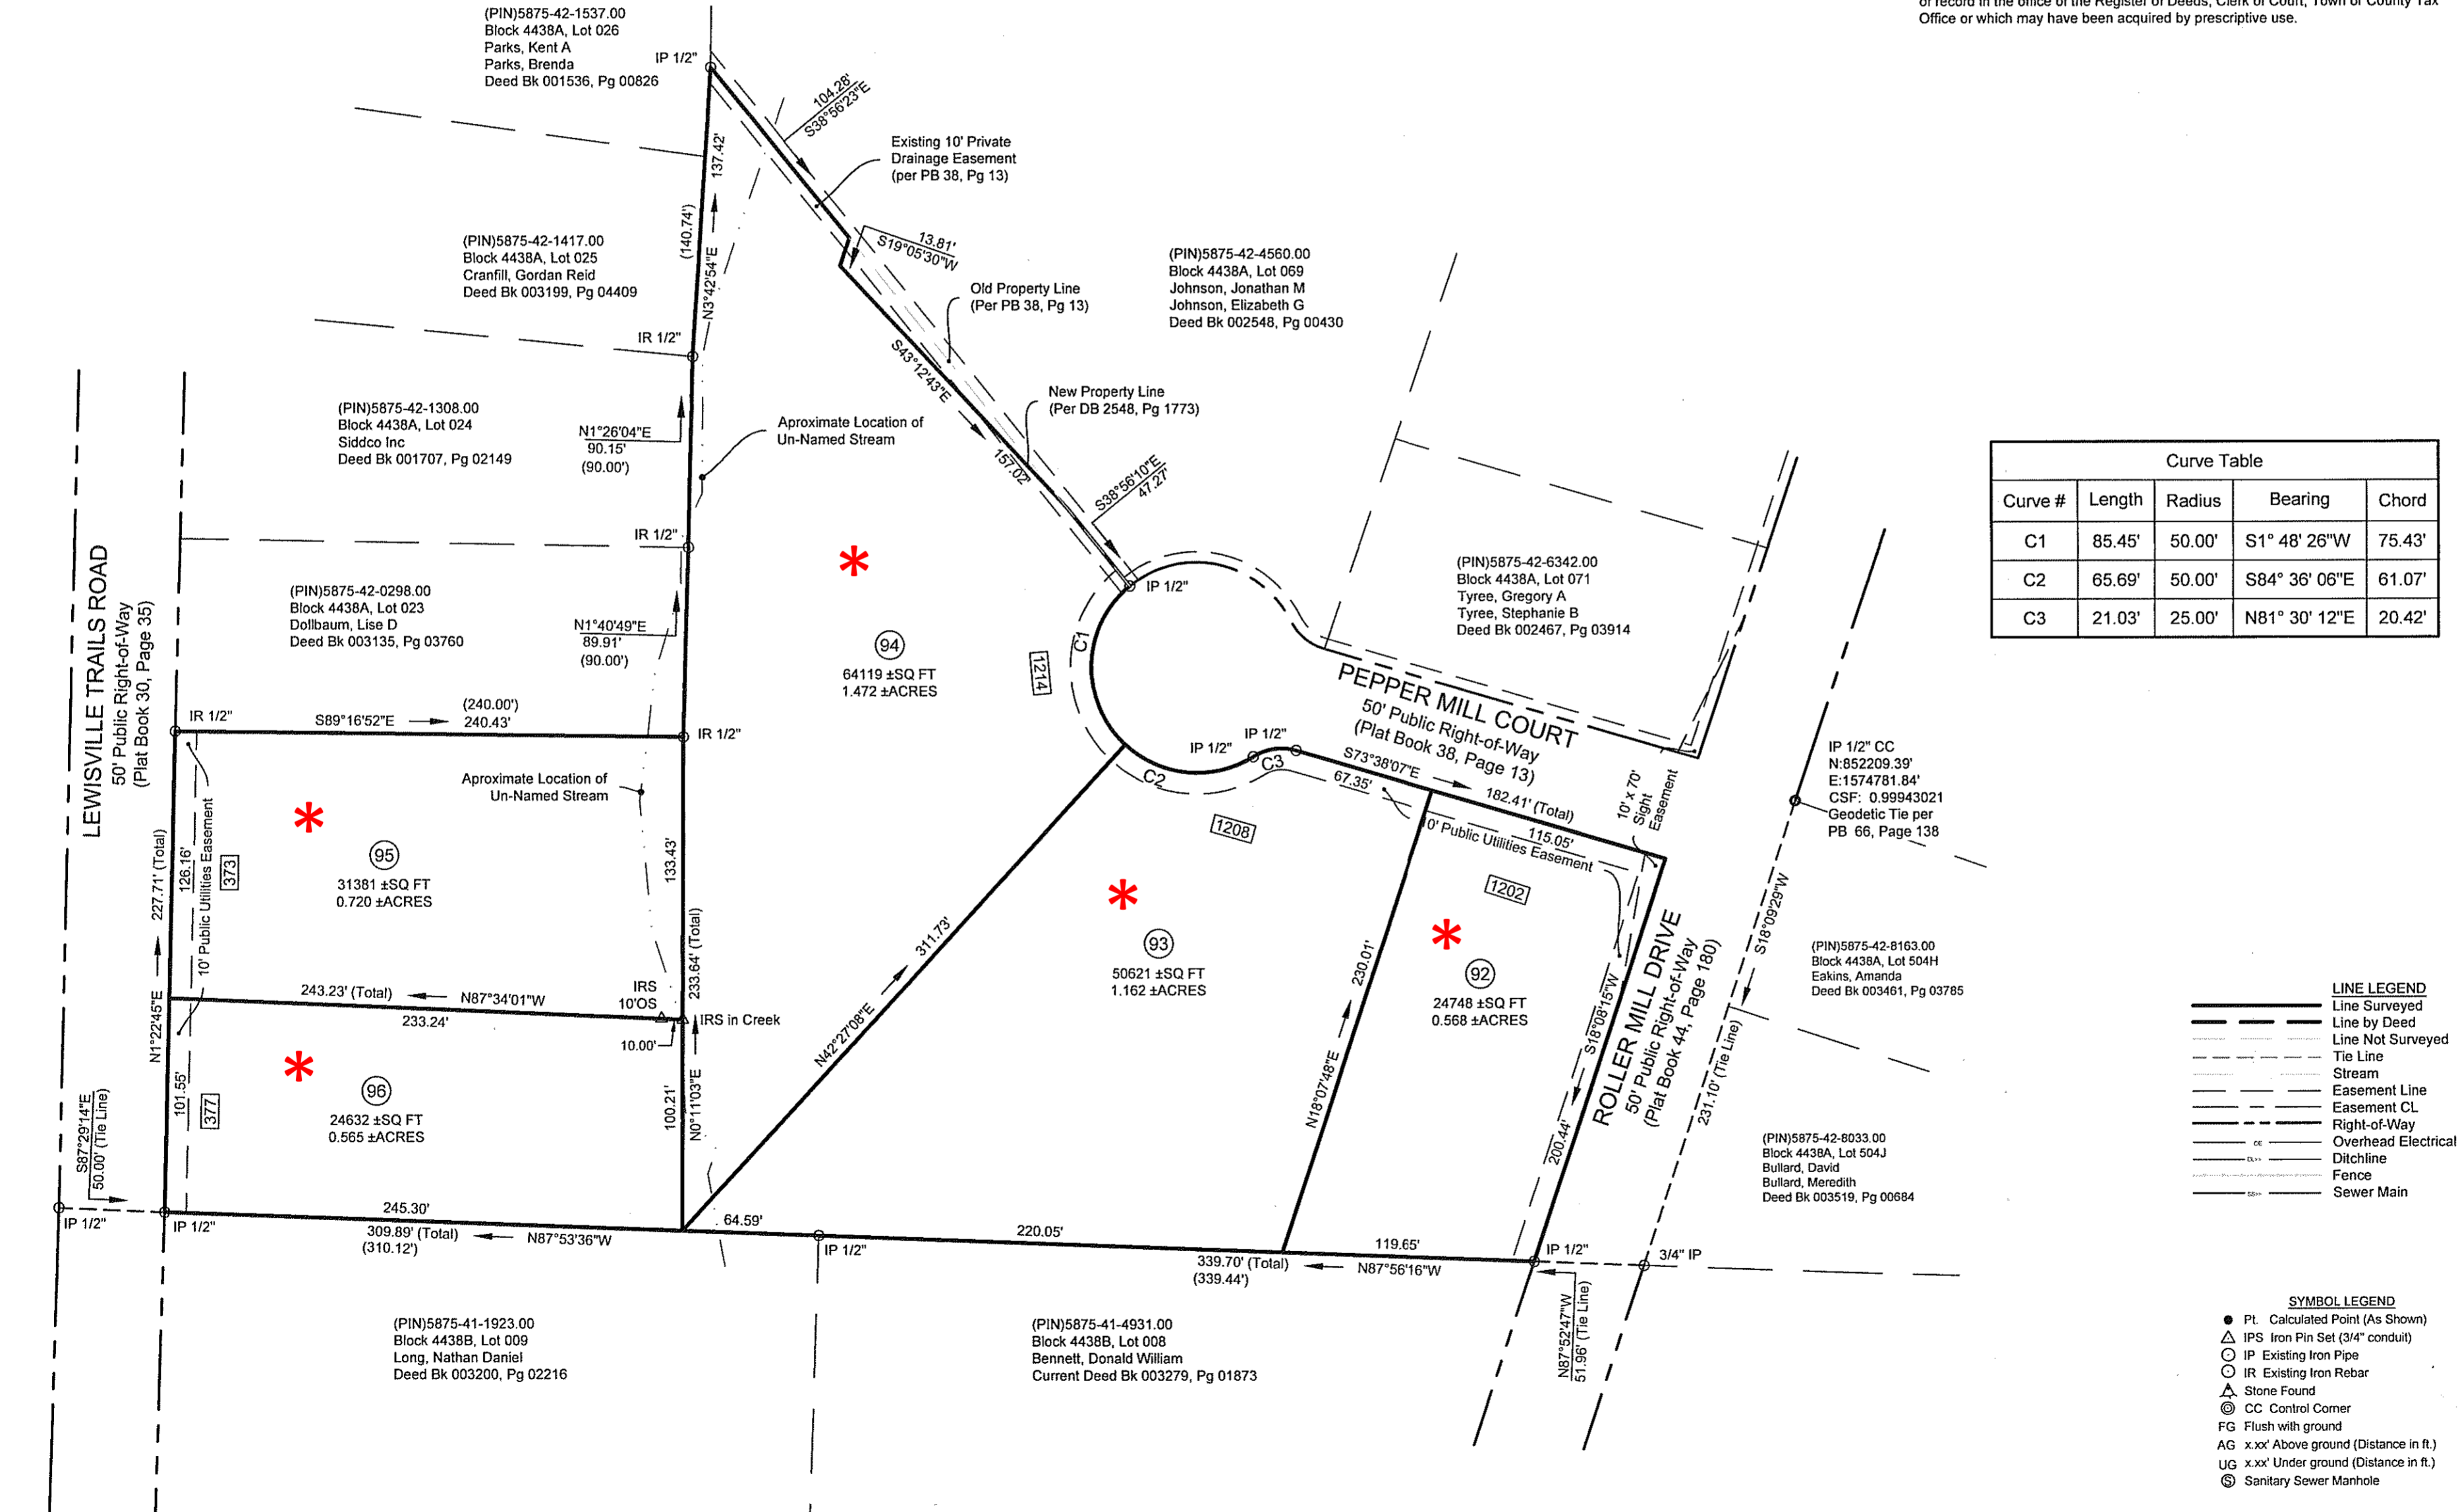 of record in the office of the Register of Deeds, Clerk of Court, Town or County Tax
Office or which may have been acquired by prescriptive use.
(PIN)5875-42-1537.00
Block 4438A, Lot 026
Parks, Kent A
Parks, Brenda
Deed Bk 001536, Pg 00826
IP 1/2"
104.28'
S38°56'23"E
Existing 10' Private
Drainage Easement
(per PB 38, Pg 13)
137.42'
(140.74')
N3°42'54"E
13.81'
S19°05'30"W
(PIN)5875-42-1417.00
Block 4438A, Lot 025
Cranfill, Gordan Reid
Deed Bk 003199, Pg 04409
Old Property Line
(Per PB 38, Pg 13)
(PIN)5875-42-4560.00
Block 4438A, Lot 069
Johnson, Jonathan M
Johnson, Elizabeth G
Deed Bk 002548, Pg 00430
IR 1/2"
S43°12'43"E
157.02'
New Property Line
(Per DB 2548, Pg 1773)
(PIN)5875-42-1308.00
Block 4438A, Lot 024
Siddco Inc
Deed Bk 001707, Pg 02149
N1°26'04"E
90.15'
(90.00')
Aproximate Location of
Un-Named Stream
S38°56'10"E
47.27'
Curve Table
Curve # Length Radius Bearing Chord
C1 85.45' 50.00' S1° 48' 26"W 75.43'
C2 65.69' 50.00' S84° 36' 06"E 61.07'
C3 21.03' 25.00' N81° 30' 12"E 20.42'
IR 1/2"
LEWISVILLE TRAILS ROAD
50' Public Right-of-Way
(Plat Book 30, Page 35)
(PIN)5875-42-0298.00
Block 4438A, Lot 023
Dollbaum, Lise D
Deed Bk 003135, Pg 03760
N1°40'49"E
89.91'
(90.00')
*
94
64119 ±SQ FT
1.472 ±ACRES
1214
C1
IP 1/2"
(PIN)5875-42-6342.00
Block 4438A, Lot 071
Tyree, Gregory A
Tyree, Stephanie B
Deed Bk 002467, Pg 03914
PEPPER MILL COURT
50' Public Right-of-Way
(Plat Book 38, Page 13)
IR 1/2"
S89°16'52"E
(240.00')
240.43'
IR 1/2"
IP 1/2"
IP 1/2"
C2
C3
S73°38'07"E
67.35'
182.41' (Total)
115.05'
10' x 70'
Sight
Easement
IP 1/2" CC
N:852209.39'
E:1574781.84'
CSF: 0.99943021
Geodetic Tie per
PB 66, Page 138
Aproximate Location of
Un-Named Stream
227.71' (Total)
126.16'
10' Public Utilities Easement
373
*
95
31381 ±SQ FT
0.720 ±ACRES
133.43'
233.64' (Total)
311.73'
N42°27'08"E
1208
10' Public Utilities Easement
1202
*
93
50621 ±SQ FT
1.162 ±ACRES
230.01'
N18°07'48"E
*
92
24748 ±SQ FT
0.568 ±ACRES
S18°08'15"W
200.44'
ROLLER MILL DRIVE
50' Public Right-of-Way
(Plat Book 44, Page 180)
S18°09'29"W
231.10' (Tie Line)
(PIN)5875-42-8163.00
Block 4438A, Lot 504H
Eakins, Amanda
Deed Bk 003461, Pg 03785
N1°22'45"E
243.23' (Total)
N87°34'01"W
233.24'
IRS
10'OS
IRS in Creek
10.00'
101.55'
377
*
96
24632 ±SQ FT
0.565 ±ACRES
100.21'
N0°11'03"E
S87°29'14"E
50.00' (Tie Line)
(PIN)5875-42-8033.00
Block 4438A, Lot 504J
Bullard, David
Bullard, Meredith
Deed Bk 003519, Pg 00684
IP 1/2"
IP 1/2"
245.30'
309.89' (Total)
(310.12')
N87°53'36"W
64.59'
IP 1/2"
220.05'
339.70' (Total)
(339.44')
119.65'
N87°56'16"W
IP 1/2"
3/4" IP
N87°52'47"W
51.96' (Tie Line)
(PIN)5875-41-1923.00
Block 4438B, Lot 009
Long, Nathan Daniel
Deed Bk 003200, Pg 02216
(PIN)5875-41-4931.00
Block 4438B, Lot 008
Bennett, Donald William
Current Deed Bk 003279, Pg 01873
LINE LEGEND
Line Surveyed
Line by Deed
Line Not Surveyed
Tie Line
Stream
Easement Line
Easement CL
Right-of-Way
Overhead Electrical
Ditchline
Fence
Sewer Main
SYMBOL LEGEND
Pt. Calculated Point (As Shown)
IPS Iron Pin Set (3/4" conduit)
IP Existing Iron Pipe
IR Existing Iron Rebar
Stone Found
CC Control Corner
FG Flush with ground
AG x.xx' Above ground (Distance in ft.)
UG x.xx' Under ground (Distance in ft.)
S Sanitary Sewer Manhole